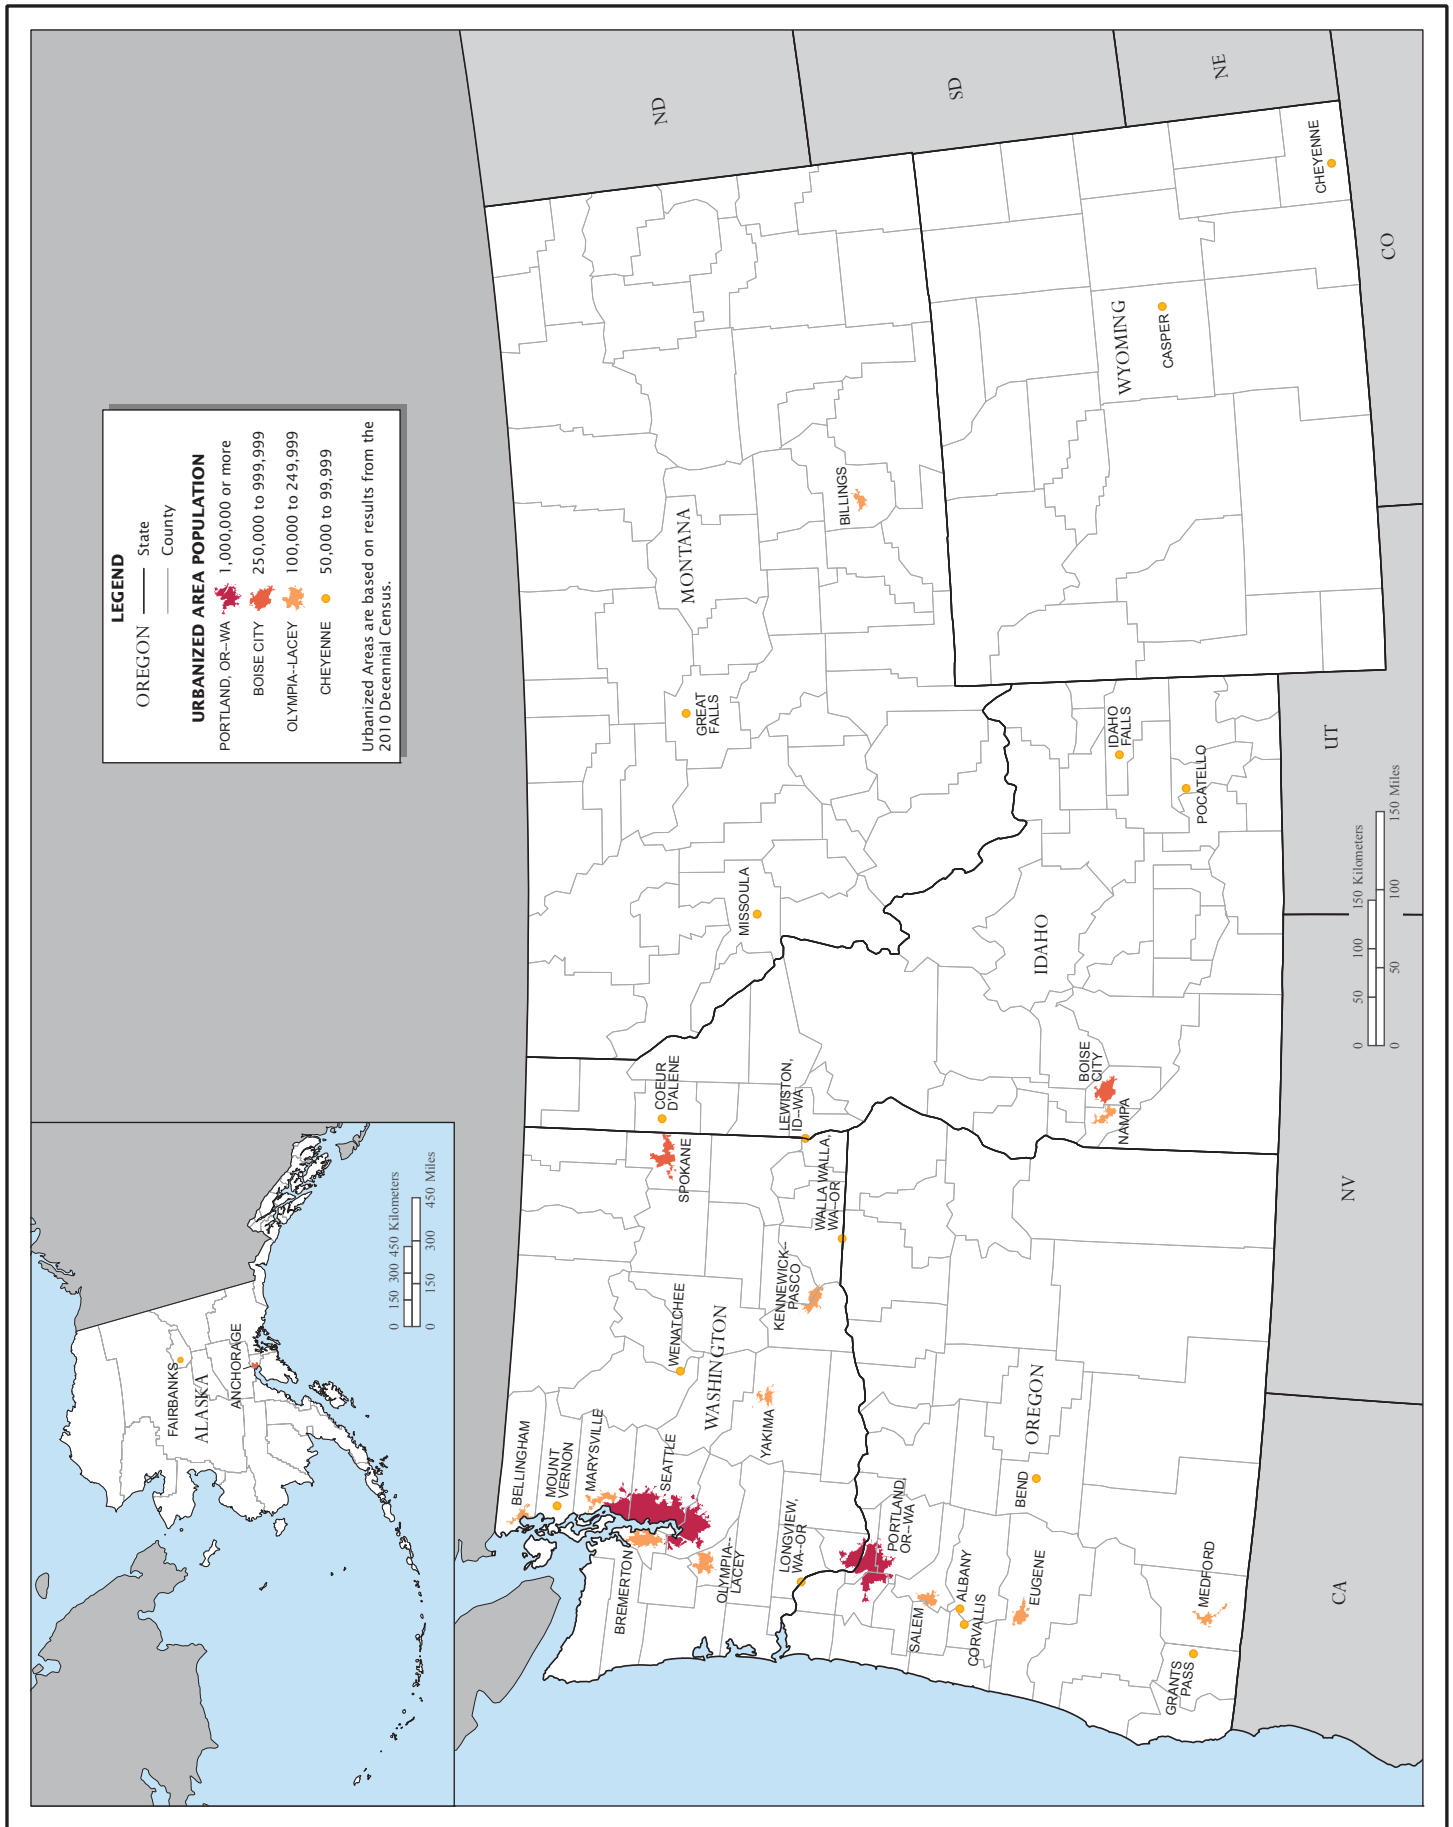 LEGEND
OREGON
State
County
URBANIZED AREA POPULATION
PORTLAND, OR--WA 1,000,000 or more
BOISE CITY 250,000 to 999,999
OLYMPIA--LACEY 100,000 to 249,999
CHEYENNE 50,000 to 99,999
Urbanized Areas are based on results from the
2010 Decennial Census.
FAIRBANKS
ALASKA
ANCHORAGE
0 150 300 450 Kilometers
0 150 300 450 Miles
BELLINGHAM
MOUNT
VERNON
MARYSVILLE
SEATTLE
BREMERTON
OLYMPIA--
LACEY
WENATCHEE
WASHINGTON
YAKIMA
KENNEWICK--
PASCO
SPOKANE
WALLA WALLA,
WA--OR
LONGVIEW,
WA--OR
COEUR
D'ALENE
LEWISTON,
ID--WA
PORTLAND,
OR--WA
SALEM
ALBANY
CORVALLIS
EUGENE
BEND
OREGON
MEDFORD
GRANTS
PASS
BOISE
CITY
NAMPA
IDAHO
IDAHO
FALLS
POCATELLO
MISSOULA
GREAT
FALLS
MONTANA
BILLINGS
WYOMING
CASPER
CHEYENNE
ND
SD
NE
CO
UT
NV
CA
0 50 100 150 Kilometers
0 50 100 150 Miles